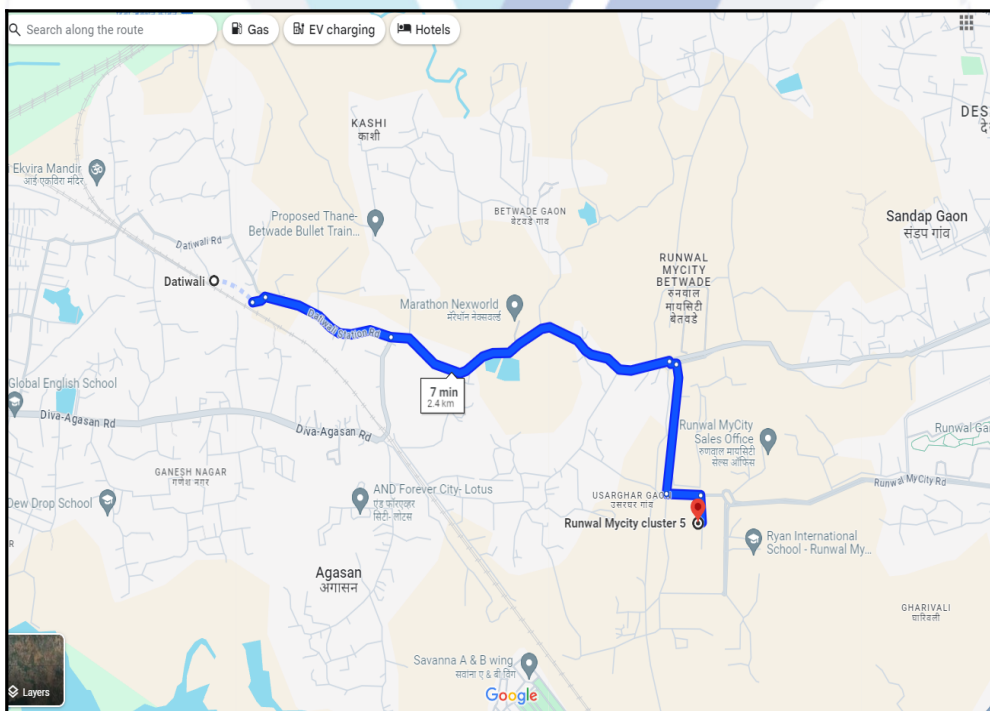 Search along the route
Gas
EV charging
Hotels
KASHI
काशी
DES
दे
Ekvira Mandir
आई एकविरा मंदिर
Proposed Thane-
Betwade Bullet Train...
BETWADE GAON
बेटवडे गांव
Sandap Gaon
संडप गांव
Datiwali Rd
Datiwali
RUNWAL
MYCITY
BETWADE
रुनवाल
मायसिटी
बेतवडे
Marathon Nexworld
मॅरेथॉन नेक्सवर्ल्ड
Betwali Station Rd
7 min
2.4 km
Global English School
Diva-Agasan Rd
Diva-Agasan Rd
Runwal MyCity
Sales Office
रुणवाल मायसिटी
सेल्स ऑफिस
Runwal Ga
GANESH NAGAR
गणेश नगर
Dew Drop School
AND Forever City- Lotus
एंड फॉरएव्हर
सिटी- लोटस
USARGHAR GAO
उसरघर गांव
Runwal MyCity Rd
Runwal Mycity cluster 5
Ryan International
School - Runwal My...
R
Agasan
अगासन
GHARIVALI
घारिवली
Savanna A & B wing
सवाना ए & बी विंग
Layers
Google